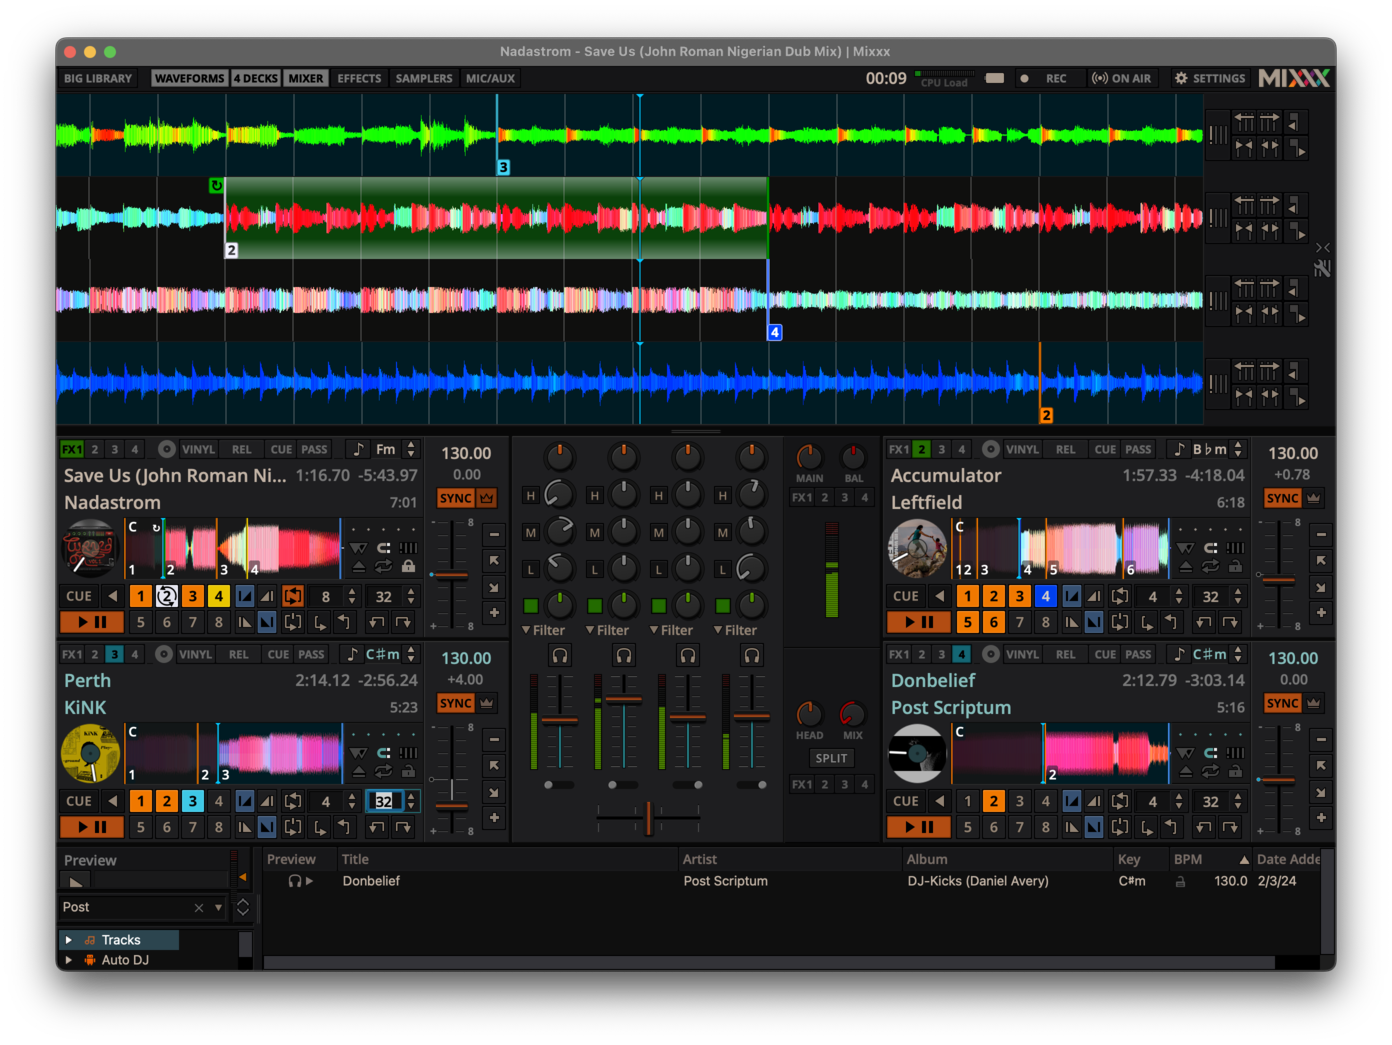 Nadastrom - Save Us (John Roman Nigerian Dub Mix) | Mixxx
BIG LIBRARY WAVEFORMS 4 DECKS MIXER EFFECTS SAMPLERS MIC/AUX 00:09 CPU Load REC ON AIR SETTINGS MIXXX
3
2
4
2
FX1 2 3 4 VINYL REL CUE PASS Fm 130.00
Save Us (John Roman Ni... 1:16.70 -5:43.97 0.00
Nadastrom 7:01 SYNC
C 1 2 3 4 - 8
CUE 1 2 3 4 8 32
5 6 7 8 + 8
FX1 2 3 4 VINYL REL CUE PASS C#m 130.00
Perth 2:14.12 -2:56.24 +4.00
KiNK 5:23 SYNC
C 1 2 3 - 8
CUE 1 2 3 4 4 32
5 6 7 8 + 8
H H H H
M M M M
L L L L
Filter Filter Filter Filter
MAIN BAL
FX1 2 3 4
HEAD MIX
SPLIT
FX1 2 3 4
FX1 2 3 4 VINYL REL CUE PASS B♭m 130.00
Accumulator 1:57.33 -4:18.04 +0.78
Leftfield 6:18 SYNC
C 12 3 4 5 6 - 8
CUE 1 2 3 4 4 32
5 6 7 8 + 8
FX1 2 3 4 VINYL REL CUE PASS C#m 130.00
Donbelief 2:12.79 -3:03.14 0.00
Post Scriptum 5:16 SYNC
C 2 - 8
CUE 1 2 3 4 4 32
5 6 7 8 + 8
Preview
Post
Tracks
Auto DJ
Preview Title Artist Album Key BPM Date Adde
Donbelief Post Scriptum DJ-Kicks (Daniel Avery) C#m 130.0 2/3/24